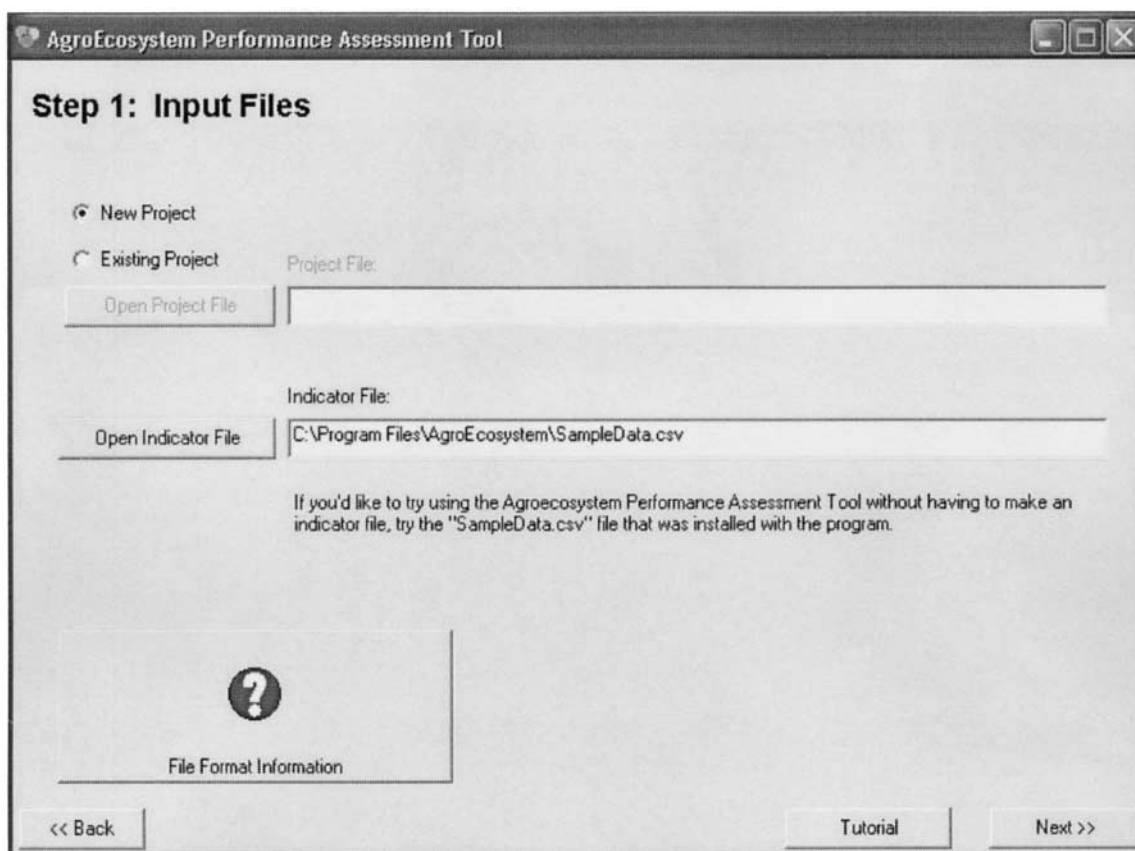 AgroEcosystem Performance Assessment Tool
Step 1: Input Files
New Project
Existing Project
Project File:
Open Project File
Indicator File:
Open Indicator File
C:\Program Files\AgroEcosystem\SampleData.csv
If you'd like to try using the Agroecosystem Performance Assessment Tool without having to make an
indicator file, try the "SampleData.csv" file that was installed with the program.
?
File Format Information
<< Back
Tutorial
Next >>